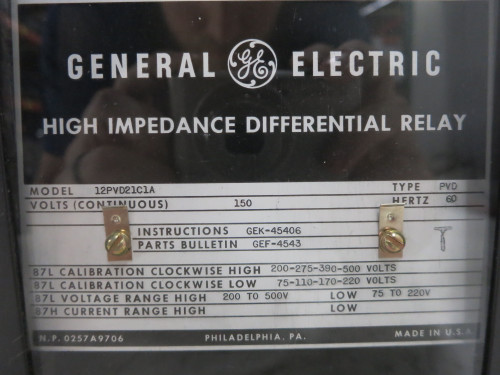 GENERAL GE ELECTRIC
HIGH IMPEDANCE DIFFERENTIAL RELAY
MODEL 12PVD21C1A TYPE PVD
VOLTS (CONTINUOUS) 150 HERTZ 60
INSTRUCTIONS GEK-45406
PARTS BULLETIN GEF-4543
87L CALIBRATION CLOCKWISE HIGH 200-275-390-500 VOLTS
87L CALIBRATION CLOCKWISE LOW 75-110-170-220 VOLTS
87L VOLTAGE RANGE HIGH 200 TO 500V LOW 75 TO 220V
87H CURRENT RANGE HIGH LOW
N.P. 0257A9706 PHILADELPHIA, PA. MADE IN U.S.A.